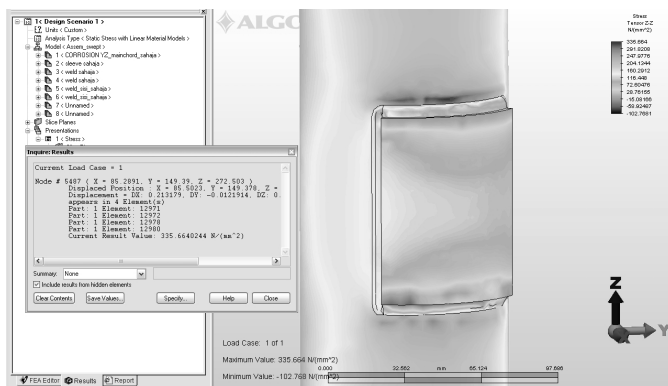 1< Design Scenario 1 >
Units < Custom >
Analysis Type < Static Stress with Linear Material Models >
Model < Assem_swept >
1 < CORROSION YZ_mainchord_sahaja >
2 < sleeve sahaja >
3 < weld sahaja >
4 < weld sahaja >
5 < weld_sisi_sahaja >
6 < weld_sisi_sahaja >
7 < Unnamed >
8 < Unnamed >
Slice Planes
Presentations
1 < Stress >
Inquire: Results
Current Load Case = 1
Node # 5487 ( X = 85.2891, Y = 149.39, Z = 272.503 )
Displaced Position : X = 85.5023, Y = 149.378, Z =
Displacement = DX: 0.213179, DY: -0.0121914, DZ: 0.
appears in 4 Element(s)
Part: 1 Element: 12971
Part: 1 Element: 12972
Part: 1 Element: 12978
Part: 1 Element: 12980
Current Result Value: 335.6640244 N/(mm^2)
Summary: None
Include results from hidden elements
Clear Contents Save Values... Specify... Help Close
FEA Editor Results Report
ALGO
Stress
Tensor Z-Z
N/(mm^2)
335.664
291.8208
247.9776
204.1344
160.2912
116.448
72.60476
28.76155
-15.08166
-58.92487
-102.7681
Z
Y
Load Case: 1 of 1
Maximum Value: 335.664 N/(mm^2)
Minimum Value: -102.768 N/(mm^2)
0.000 32.562 mm 65.124 97.686